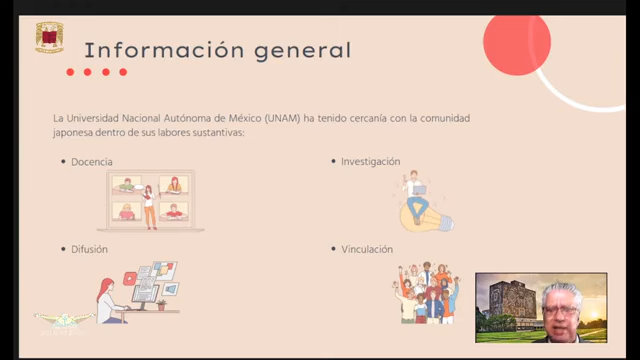 Información general
La Universidad Nacional Autónoma de México (UNAM) ha tenido cercanía con la comunidad
japonesa dentro de sus labores sustantivas:
Docencia
Investigación
Difusión
Vinculación